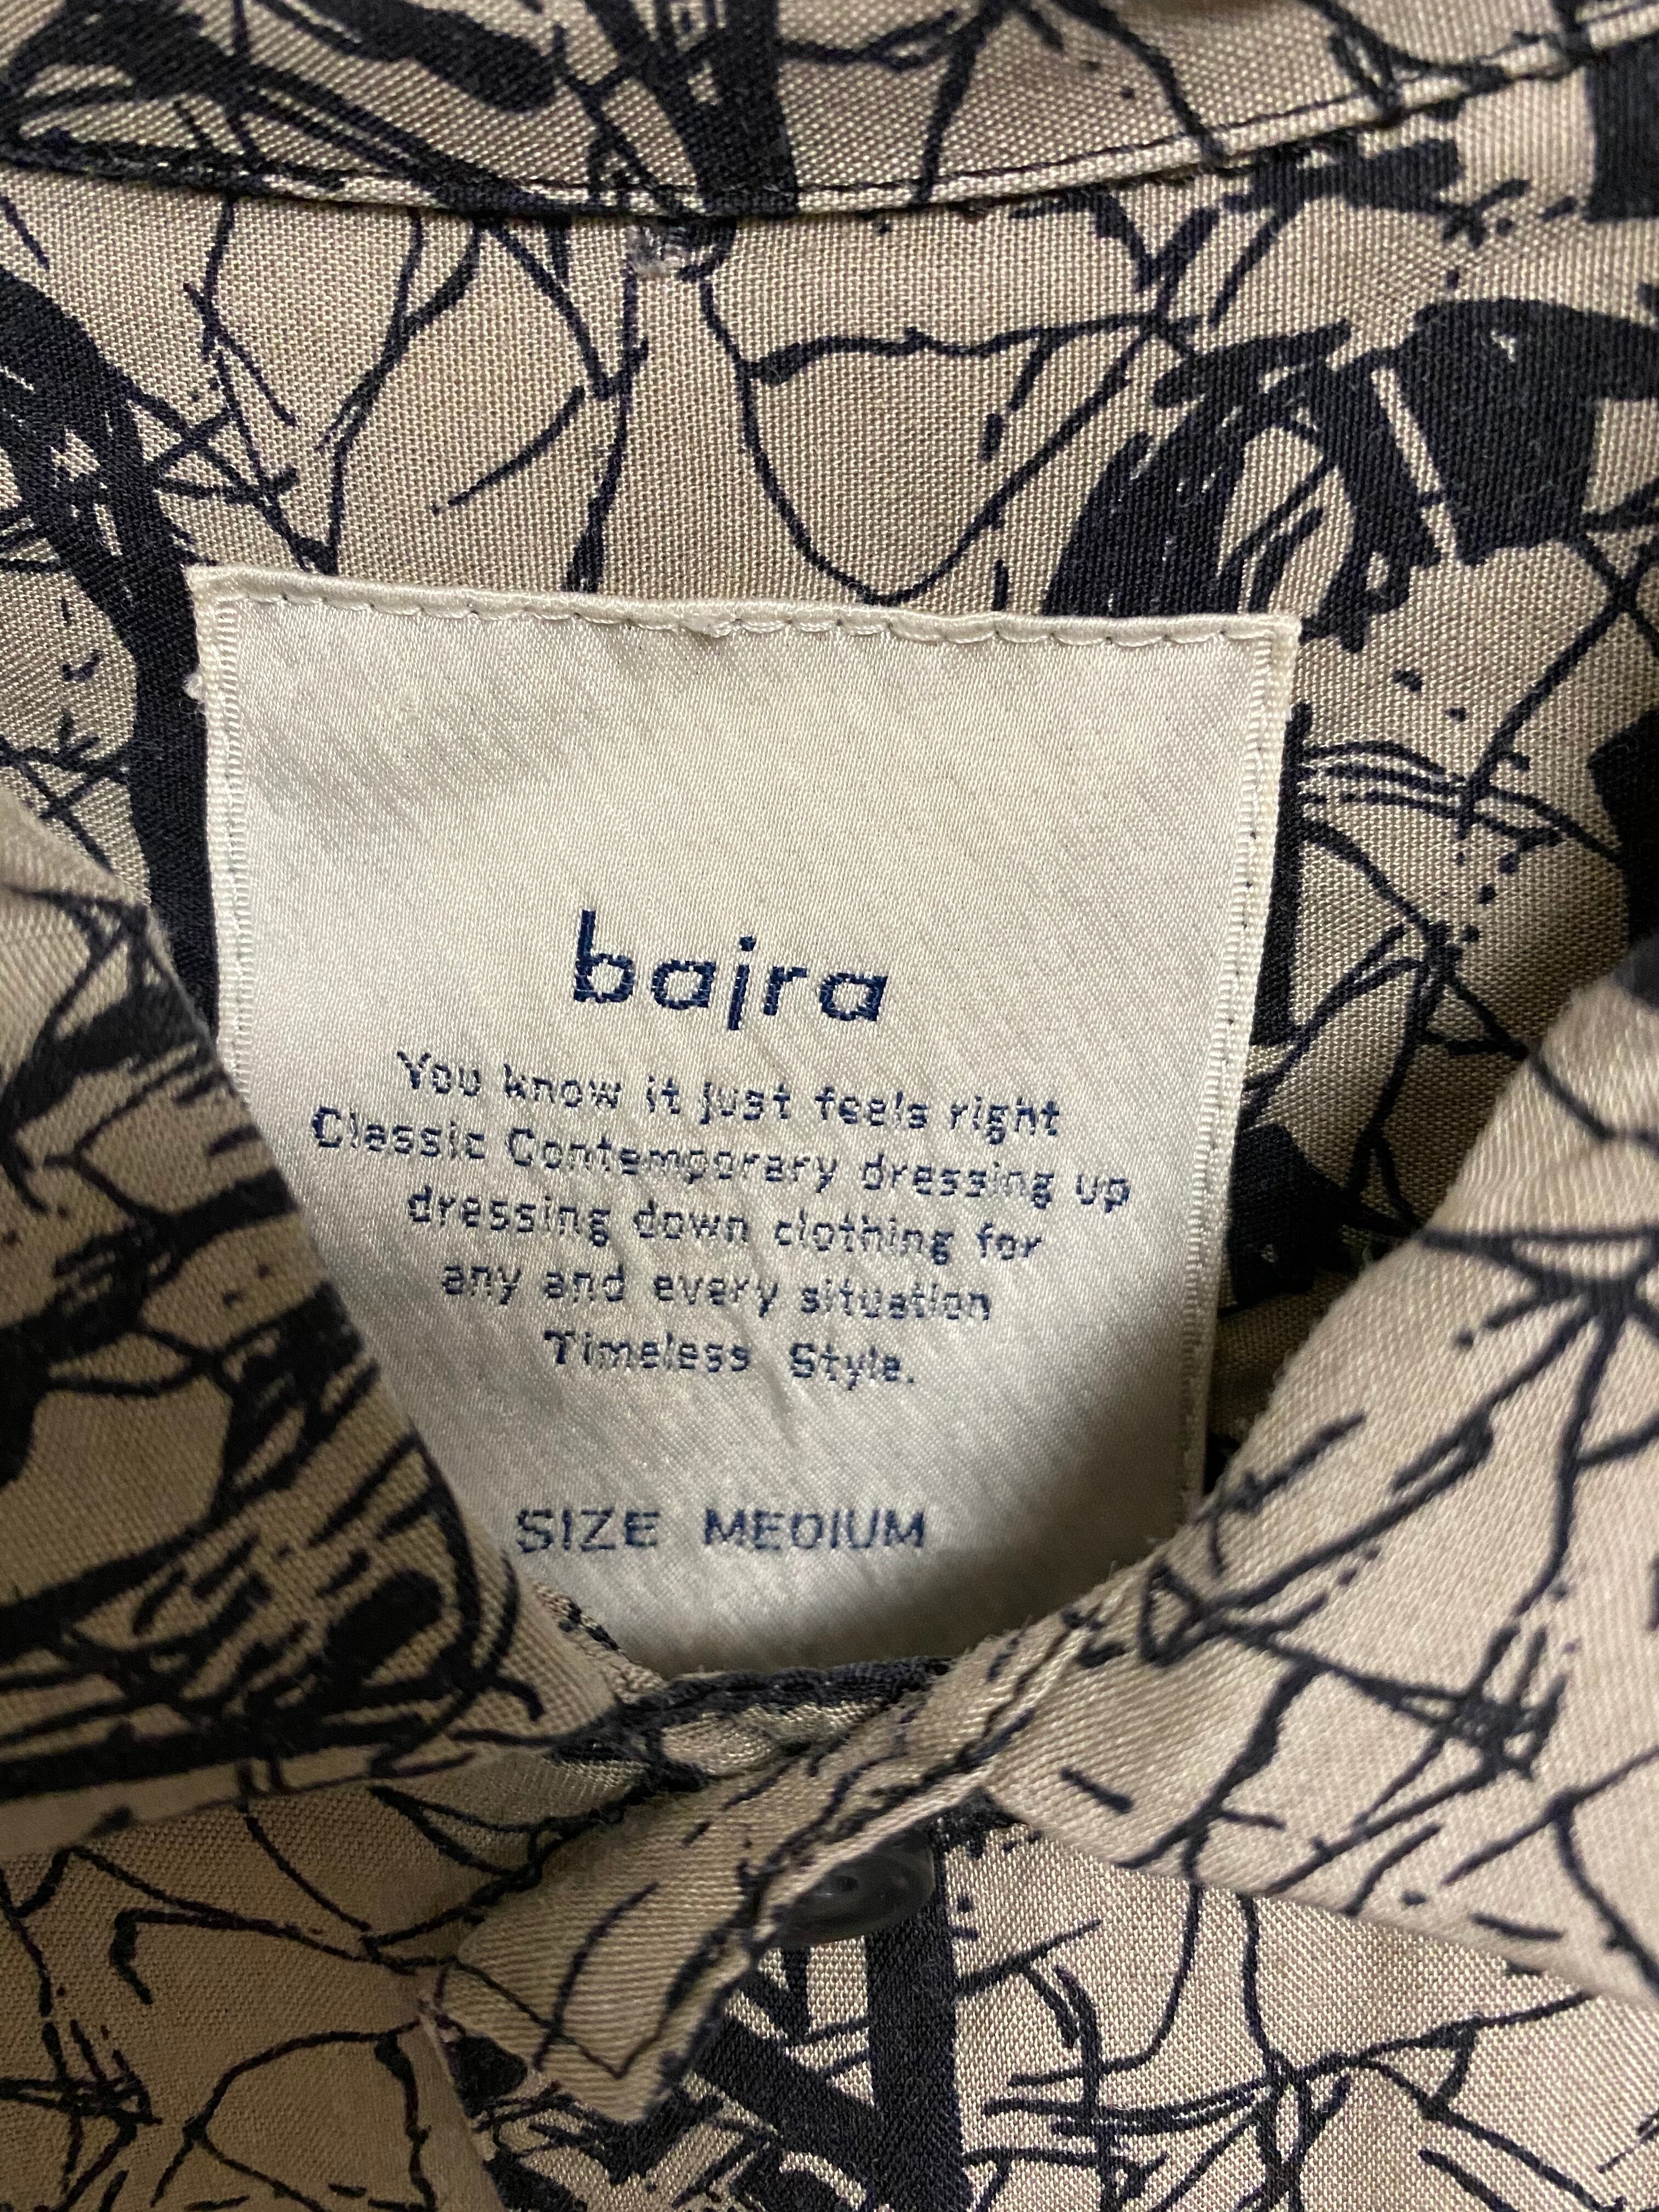 bajra
You know it just feels right
Classic Contemporary dressing up
dressing down clothing for
any and every situation
Timeless Style.
SIZE MEDIUM